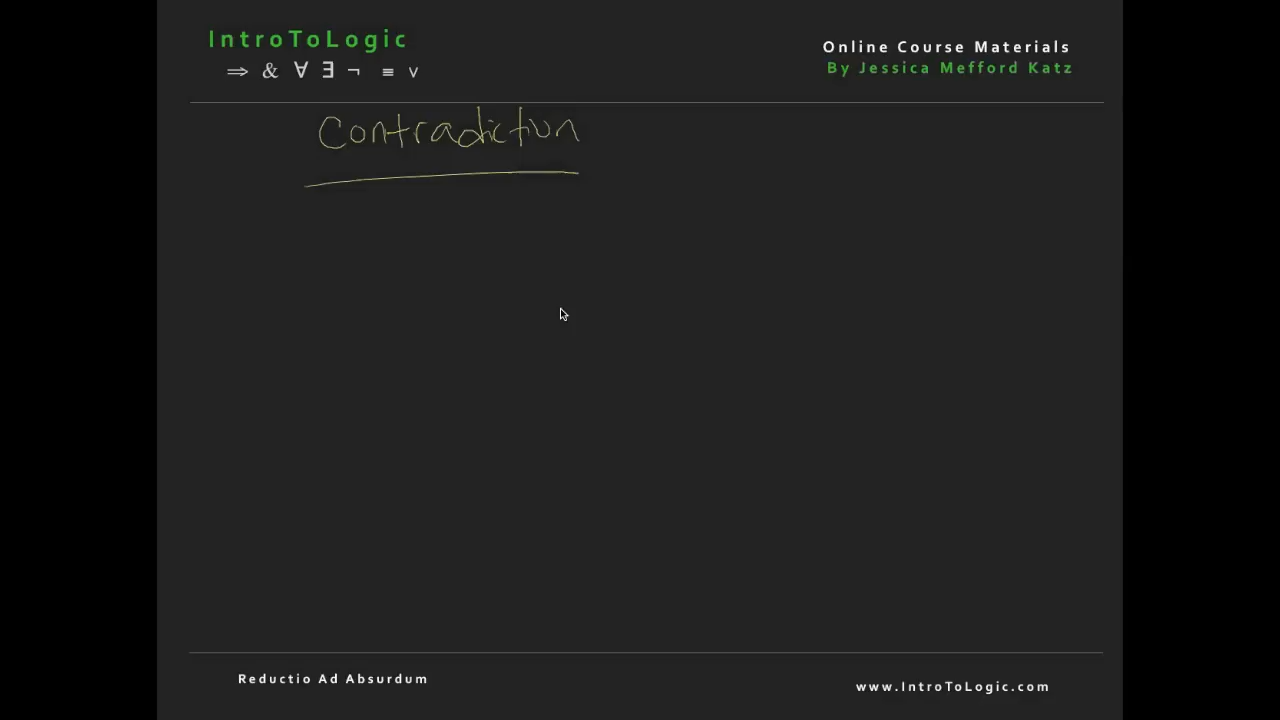 IntroToLogic
⇒ & ∀ ∃ ¬ ≡ v
Online Course Materials
By Jessica Mefford Katz
Contradiction
Reductio Ad Absurdum
www.IntroToLogic.com